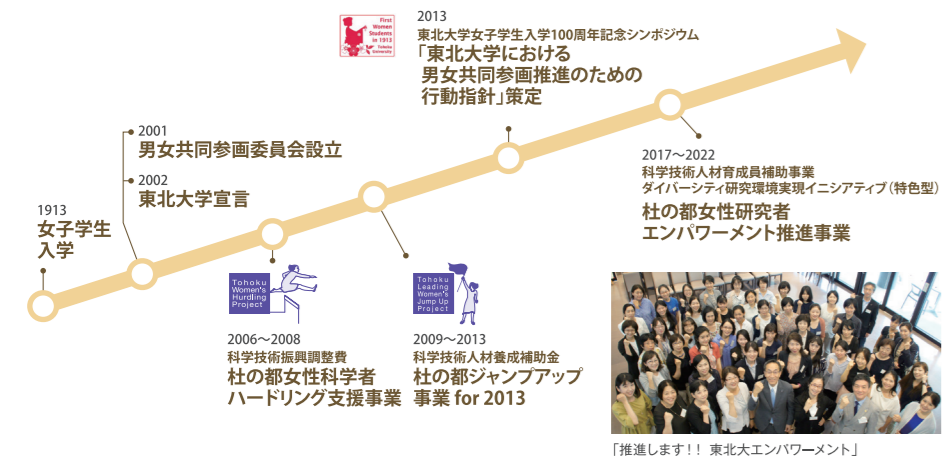 1913
女子学生
入学
2001
男女共同参画委員会設立
2002
東北大学宣言
Tohoku
Women's
Hurdling
Project
2006〜2008
科学技術振興調整費
杜の都女性科学者
ハードリング支援事業
Tohoku
Leading
Women's
Jump Up
Project
2009〜2013
科学技術人材養成補助金
杜の都ジャンプアップ
事業 for 2013
First
Women
Students
in 1913
Tohoku
University
2013
東北大学女子学生入学100周年記念シンポジウム
「東北大学における
男女共同参画推進のための
行動指針」策定
2017〜2022
科学技術人材育成員補助事業
ダイバーシティ研究環境実現イニシアティブ（特色型）
杜の都女性研究者
エンパワーメント推進事業
「推進します！！ 東北大エンパワーメント」